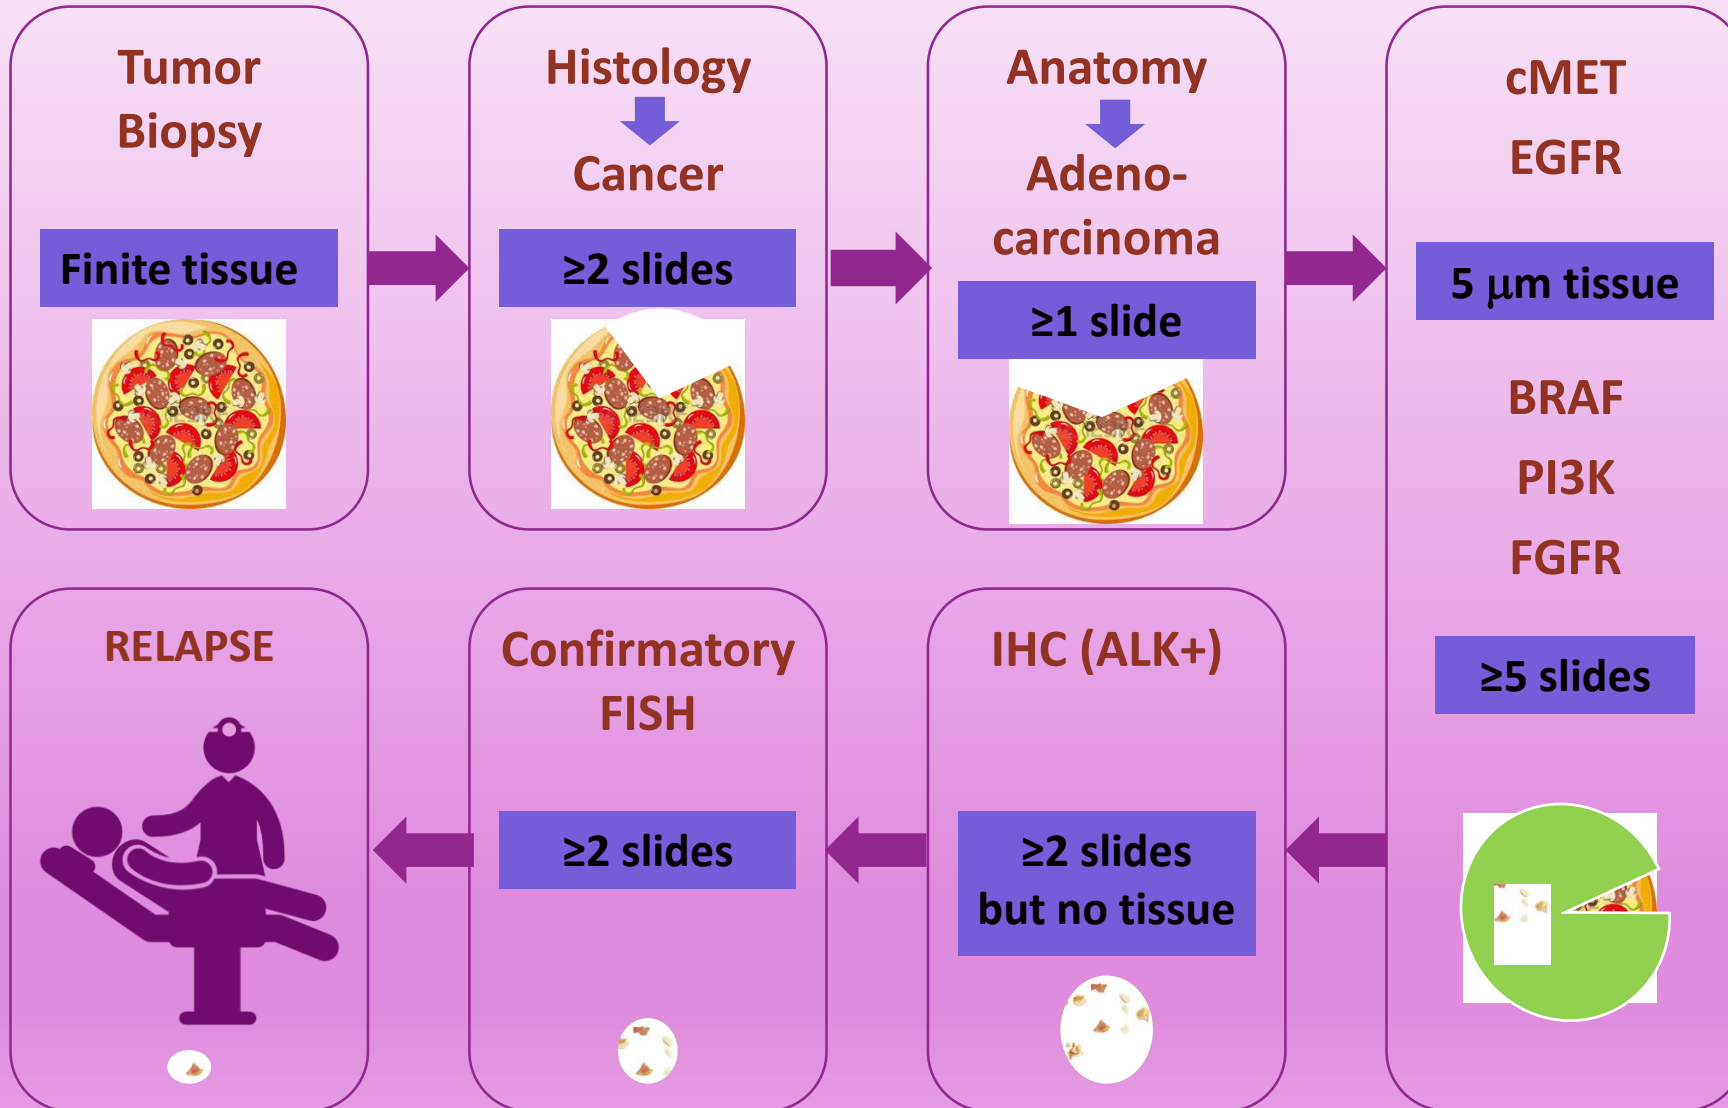 Tumor
Biopsy
Finite tissue
Histology
Cancer
≥2 slides
Anatomy
Adeno-
carcinoma
≥1 slide
cMET
EGFR
5 μm tissue
BRAF
PI3K
FGFR
≥5 slides
IHC (ALK+)
≥2 slides
but no tissue
Confirmatory
FISH
≥2 slides
RELAPSE